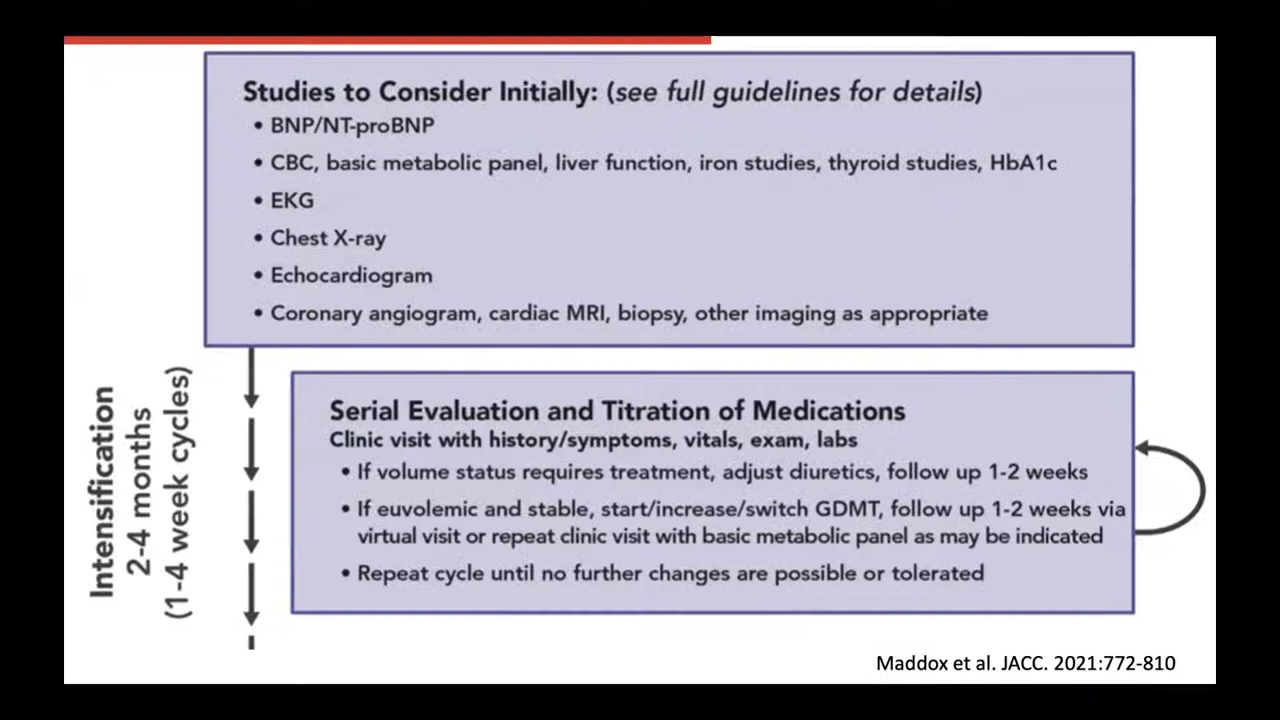 Studies to Consider Initially: (see full guidelines for details)
• BNP/NT-proBNP
• CBC, basic metabolic panel, liver function, iron studies, thyroid studies, HbA1c
• EKG
• Chest X-ray
• Echocardiogram
• Coronary angiogram, cardiac MRI, biopsy, other imaging as appropriate
Intensification
2-4 months
(1-4 week cycles)
Serial Evaluation and Titration of Medications
Clinic visit with history/symptoms, vitals, exam, labs
• If volume status requires treatment, adjust diuretics, follow up 1-2 weeks
• If euvolemic and stable, start/increase/switch GDMT, follow up 1-2 weeks via
virtual visit or repeat clinic visit with basic metabolic panel as may be indicated
• Repeat cycle until no further changes are possible or tolerated
Maddox et al. JACC. 2021:772-810